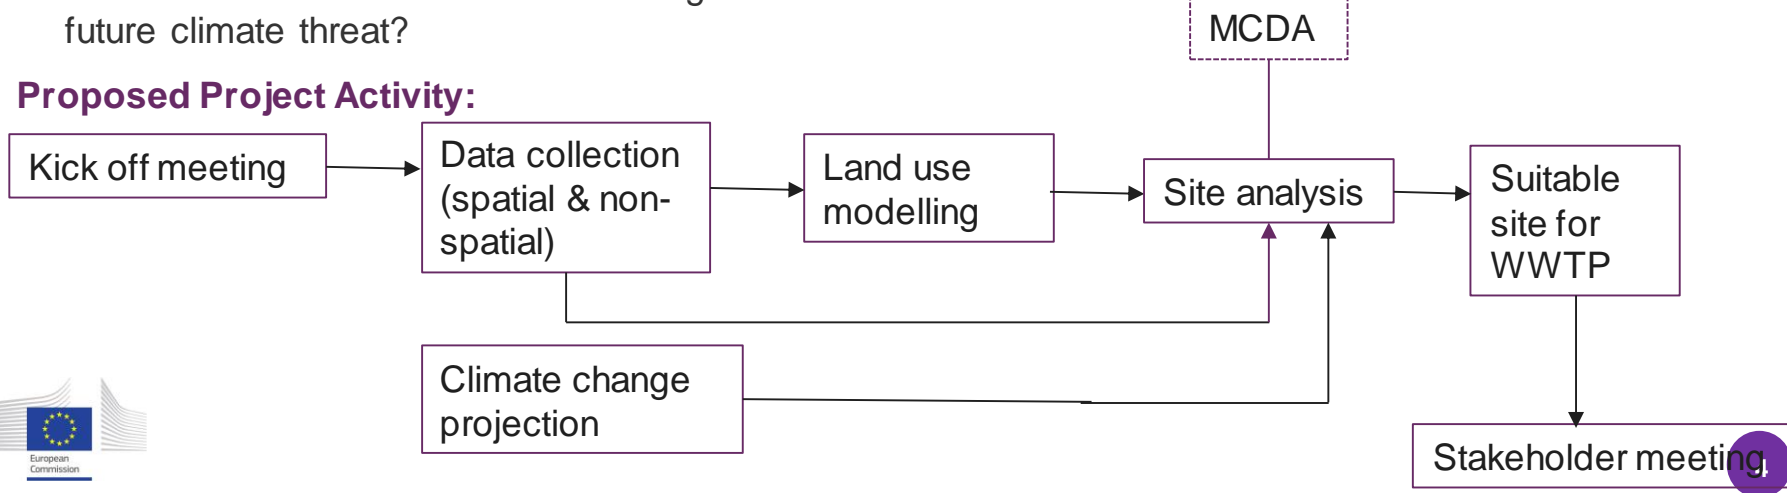 future climate threat?
MCDA
Proposed Project Activity:
Kick off meeting
Data collection
(spatial & non-
spatial)
Land use
modelling
Site analysis
Suitable
site for
WWTP
Climate change
projection
Stakeholder meeting
4
European
Commission